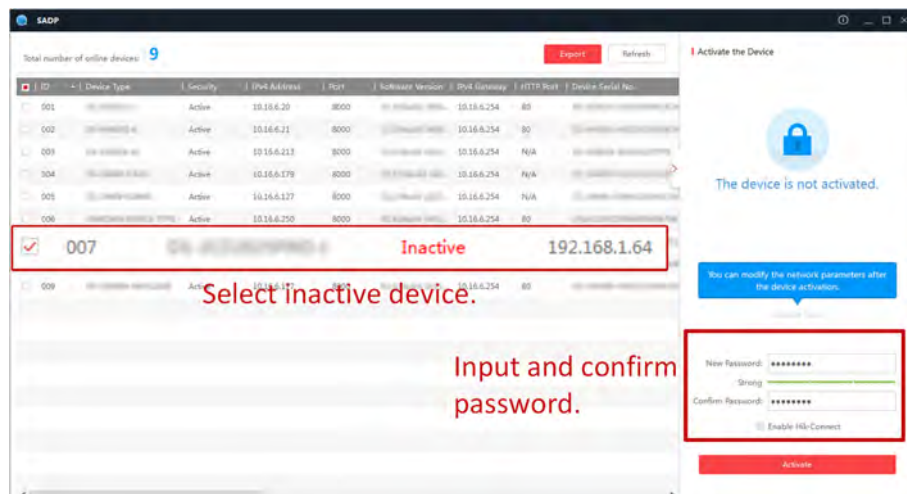 SADP
Total number of online devices: 9
Export
Refresh
Activate the Device
ID Device Type Security IPv4 Address Port Software Version IPv4 Gateway HTTP Port Device Serial No.
001 Active 10.16.6.20 8000 10.16.6.254 80
002 Active 10.16.6.21 8000 10.16.6.254 80
003 Active 10.16.6.213 8000 10.16.6.254 N/A
004 Active 10.16.6.179 8000 10.16.6.254 N/A
005 Active 10.16.6.127 8000 10.16.6.254 N/A
006 Active 10.16.6.250 8000 10.16.6.254 80
The device is not activated.
007 Inactive 192.168.1.64
009 Active 10.16.6.254 80
Select inactive device.
You can modify the network parameters after
the device activation.
Input and confirm
password.
New Password: ●●●●●●●●
Strong
Confirm Password: ●●●●●●●●
Enable Hik-Connect
Activate